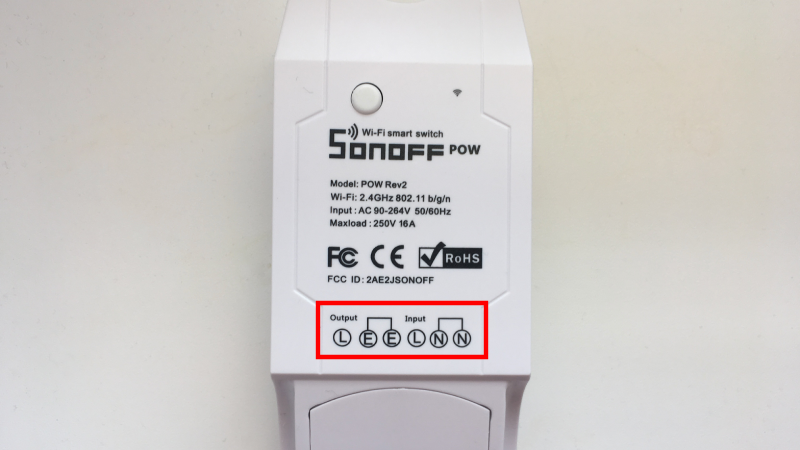 Wi-Fi smart switch
SONOFF POW
Model: POW Rev2
Wi-Fi: 2.4GHz 802.11 b/g/n
Input : AC 90-264V 50/60Hz
Maxload : 250V 16A
FC CE RoHS
FCC ID : 2AE2JSONOFF
Output Input
L E E L N N